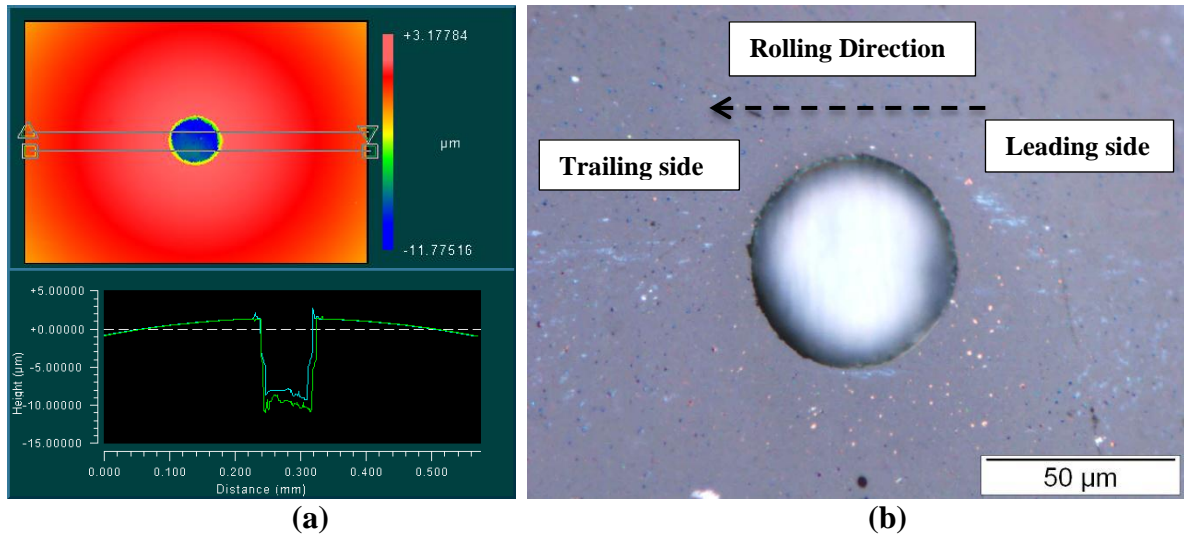 +3.17784
µm
-11.77516
+5.00000
+0.00000
-5.00000
-10.00000
-15.00000
Height (µm)
0.000 0.100 0.200 0.300 0.400 0.500
Distance (mm)
(a)
Rolling Direction
Trailing side
Leading side
50 µm
(b)